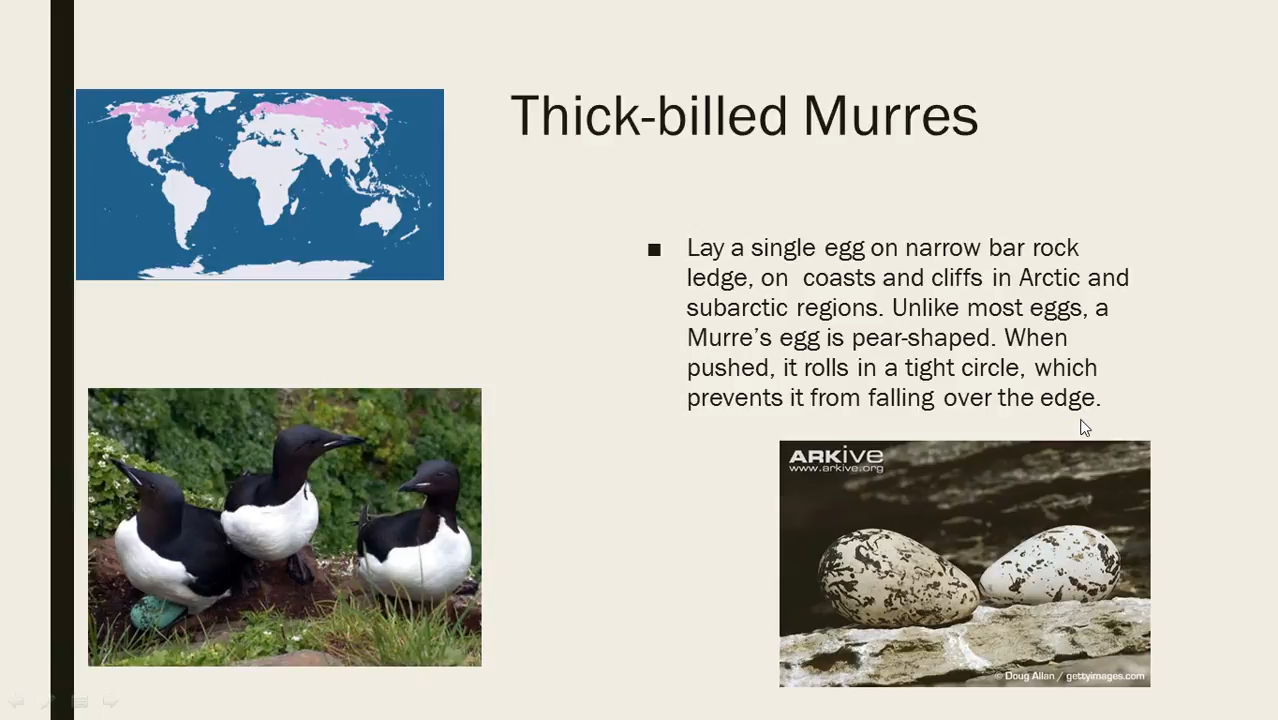 Thick-billed Murres
■ Lay a single egg on narrow bar rock
ledge, on coasts and cliffs in Arctic and
subarctic regions. Unlike most eggs, a
Murre’s egg is pear-shaped. When
pushed, it rolls in a tight circle, which
prevents it from falling over the edge.
ARKive
www.arkive.org
© Doug Allan / gettyimages.com